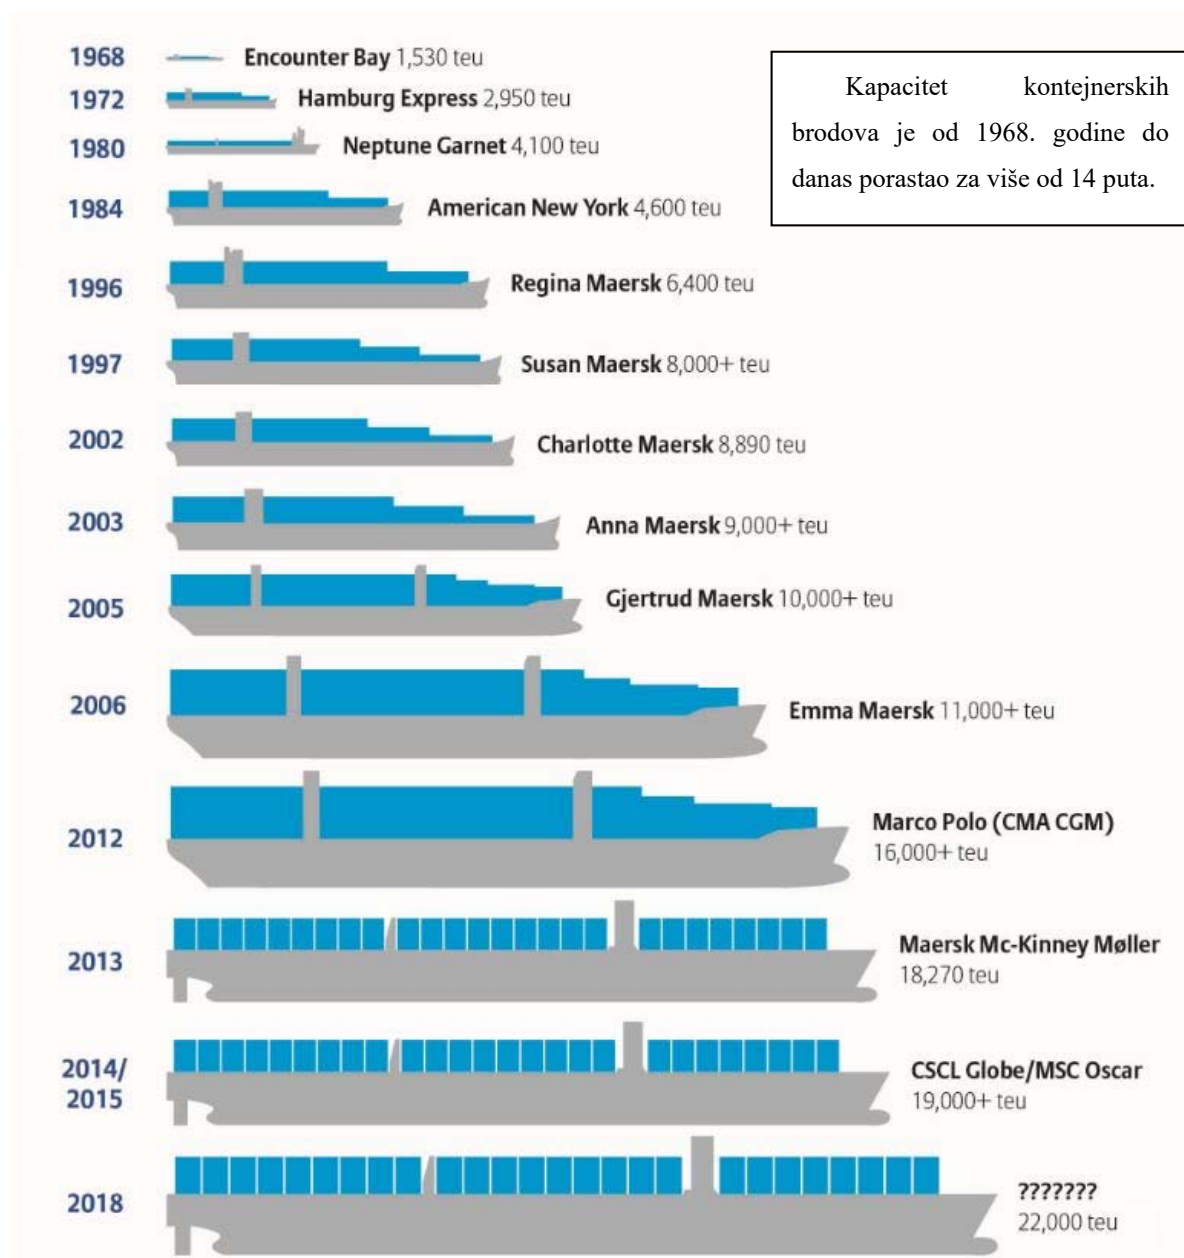 1968 Encounter Bay 1,530 teu
Kapacitet kontejnerskih
brodova je od 1968. godine do
danas porastao za više od 14 puta.
1972 Hamburg Express 2,950 teu
1980 Neptune Garnet 4,100 teu
1984 American New York 4,600 teu
1996 Regina Maersk 6,400 teu
1997 Susan Maersk 8,000+ teu
2002 Charlotte Maersk 8,890 teu
2003 Anna Maersk 9,000+ teu
2005 Gjertrud Maersk 10,000+ teu
2006 Emma Maersk 11,000+ teu
2012 Marco Polo (CMA CGM)
16,000+ teu
2013 Maersk Mc-Kinney Møller
18,270 teu
2014/
2015
CSCL Globe/MSC Oscar
19,000+ teu
2018 ???????
22,000 teu